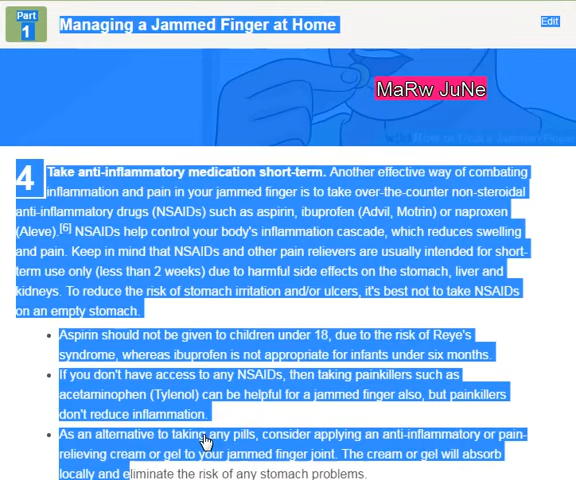 Part
1
Managing a Jammed Finger at Home
Edit
MaRw JuNe
wikiHow to Treat a Jammed Finger
4 Take anti-inflammatory medication short-term. Another effective way of combating
inflammation and pain in your jammed finger is to take over-the-counter non-steroidal
anti-inflammatory drugs (NSAIDs) such as aspirin, ibuprofen (Advil, Motrin) or naproxen
(Aleve).[6] NSAIDs help control your body's inflammation cascade, which reduces swelling
and pain. Keep in mind that NSAIDs and other pain relievers are usually intended for short-
term use only (less than 2 weeks) due to harmful side effects on the stomach, liver and
kidneys. To reduce the risk of stomach irritation and/or ulcers, it's best not to take NSAIDs
on an empty stomach.
• Aspirin should not be given to children under 18, due to the risk of Reye's
syndrome, whereas ibuprofen is not appropriate for infants under six months.
• If you don't have access to any NSAIDs, then taking painkillers such as
acetaminophen (Tylenol) can be helpful for a jammed finger also, but painkillers
don't reduce inflammation.
• As an alternative to taking any pills, consider applying an anti-inflammatory or pain-
relieving cream or gel to your jammed finger joint. The cream or gel will absorb
locally and eliminate the risk of any stomach problems.